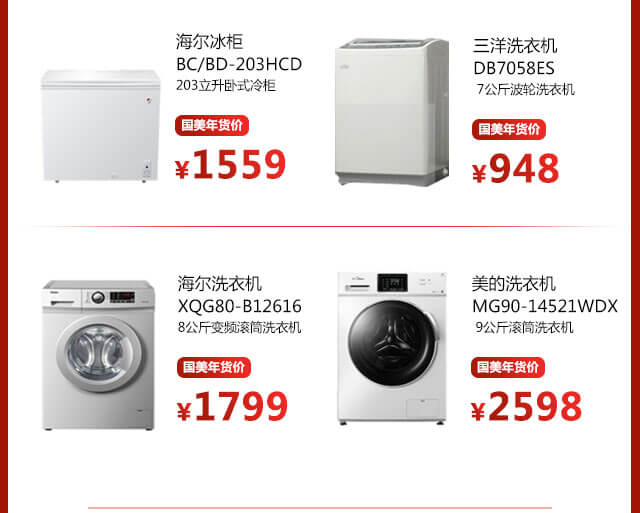 海尔冰柜
BC/BD-203HCD
203立升卧式冷柜
国美年货价
¥1559
三洋洗衣机
DB7058ES
7公斤波轮洗衣机
国美年货价
¥948
海尔洗衣机
XQG80-B12616
8公斤变频滚筒洗衣机
国美年货价
¥1799
美的洗衣机
MG90-14521WDX
9公斤滚筒洗衣机
国美年货价
¥2598